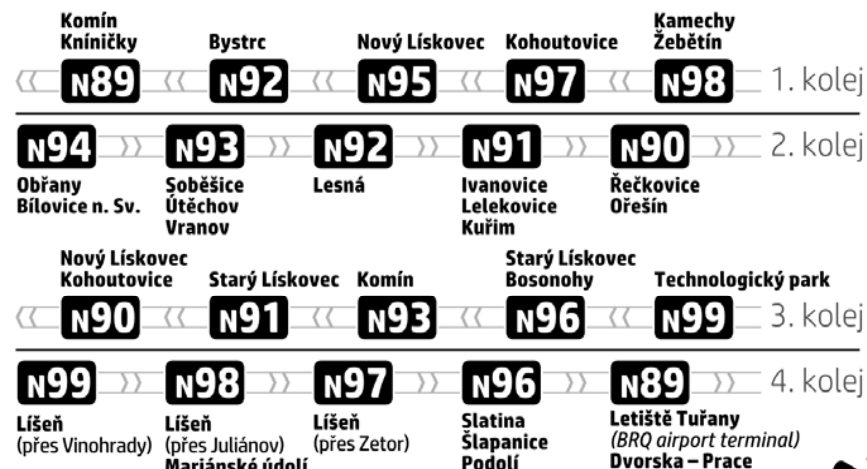 Komín Kamechy
Kníničky Bystrc Nový Lískovec Kohoutovice Žebětín
N89 N92 N95 N97 N98 1. kolej
N94 N93 N92 N91 N90 2. kolej
Obřany Soběšice Lesná Ivanovice Řečkovice
Bílovice n. Sv. Útěchov Lelekovice Ořešín
Vranov Kuřim
Nový Lískovec Starý Lískovec
Kohoutovice Starý Lískovec Komín Bosonohy Technologický park
N90 N91 N93 N96 N99 3. kolej
N99 N98 N97 N96 N89 4. kolej
Líšeň Líšeň Líšeň Slatina Letiště Tuřany
(přes Vinohrady) (přes Juliánov) (přes Zetor) Šlapanice (BRQ airport terminal)
Mariánské údolí Podolí Dvorska – Prace